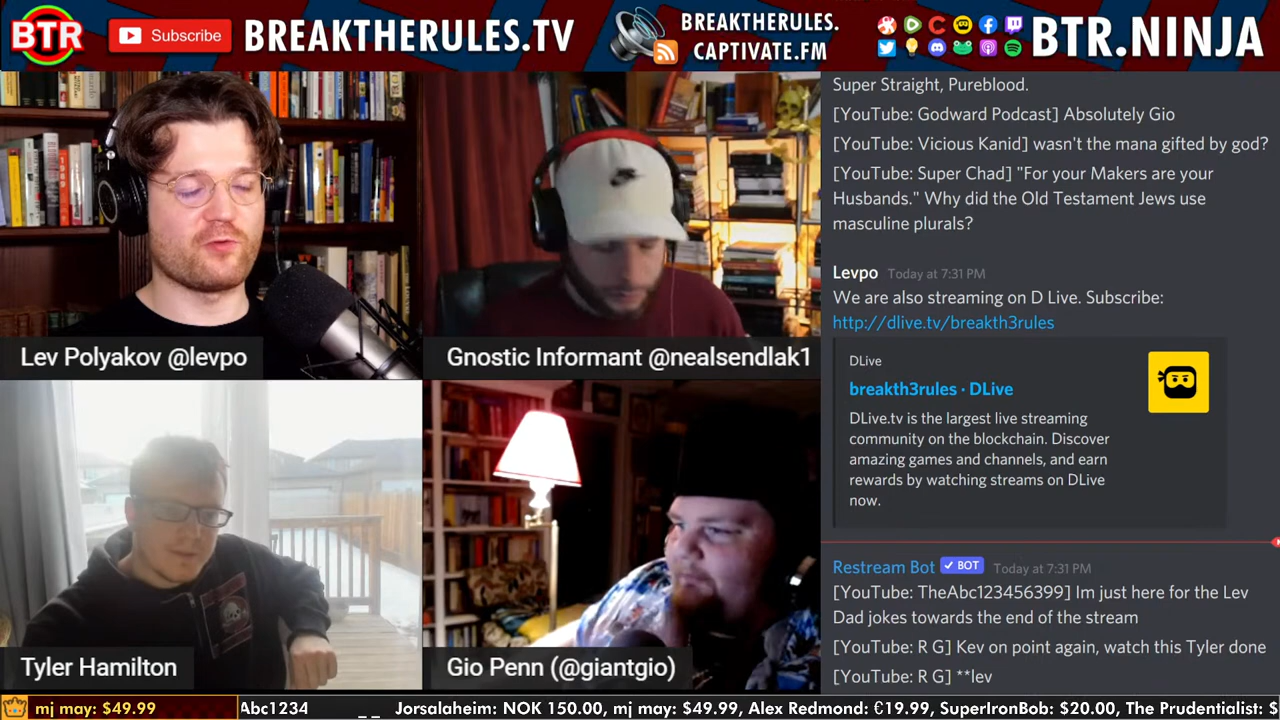 BTR
Subscribe
BREAKTHERULES.TV
BREAKTHERULES.
CAPTIVATE.FM
BTR.NINJA
Super Straight, Pureblood.
[YouTube: Godward Podcast] Absolutely Gio
[YouTube: Vicious Kanid] wasn't the mana gifted by god?
[YouTube: Super Chad] "For your Makers are your
Husbands." Why did the Old Testament Jews use
masculine plurals?
Levpo Today at 7:31 PM
We are also streaming on D Live. Subscribe:
http://dlive.tv/breakth3rules
DLive
breakth3rules · DLive
DLive.tv is the largest live streaming
community on the blockchain. Discover
amazing games and channels, and earn
rewards by watching streams on DLive
now.
Restream Bot ✓ BOT Today at 7:31 PM
[YouTube: TheAbc123456399] Im just here for the Lev
Dad jokes towards the end of the stream
[YouTube: R G] Kev on point again, watch this Tyler done
[YouTube: R G] **lev
1989
Lev Polyakov @levpo
Gnostic Informant @nealsendlak1
Tyler Hamilton
Gio Penn (@giantgio)
mj may: $49.99
Abc1234 _ _ Jorsalaheim: NOK 150.00, mj may: $49.99, Alex Redmond: €19.99, SuperIronBob: $20.00, The Prudentialist: $